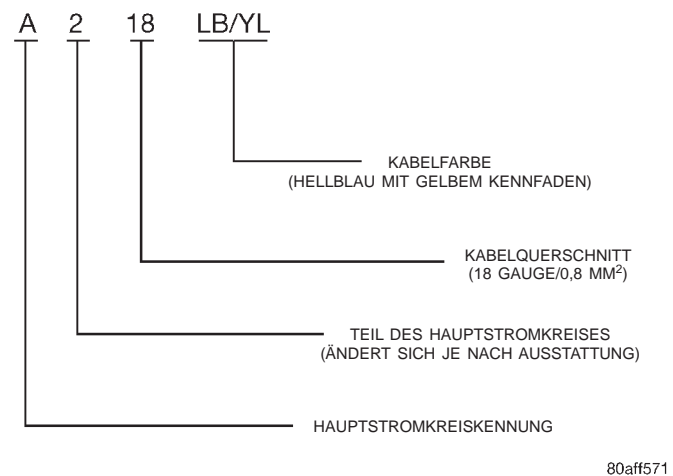 A 2 18 LB/YL
KABELFARBE
(HELLBLAU MIT GELBEM KENNFADEN)
KABELQUERSCHNITT
(18 GAUGE/0,8 MM²)
TEIL DES HAUPTSTROMKREISES
(ÄNDERT SICH JE NACH AUSSTATTUNG)
HAUPTSTROMKREISKENNUNG
80aff571